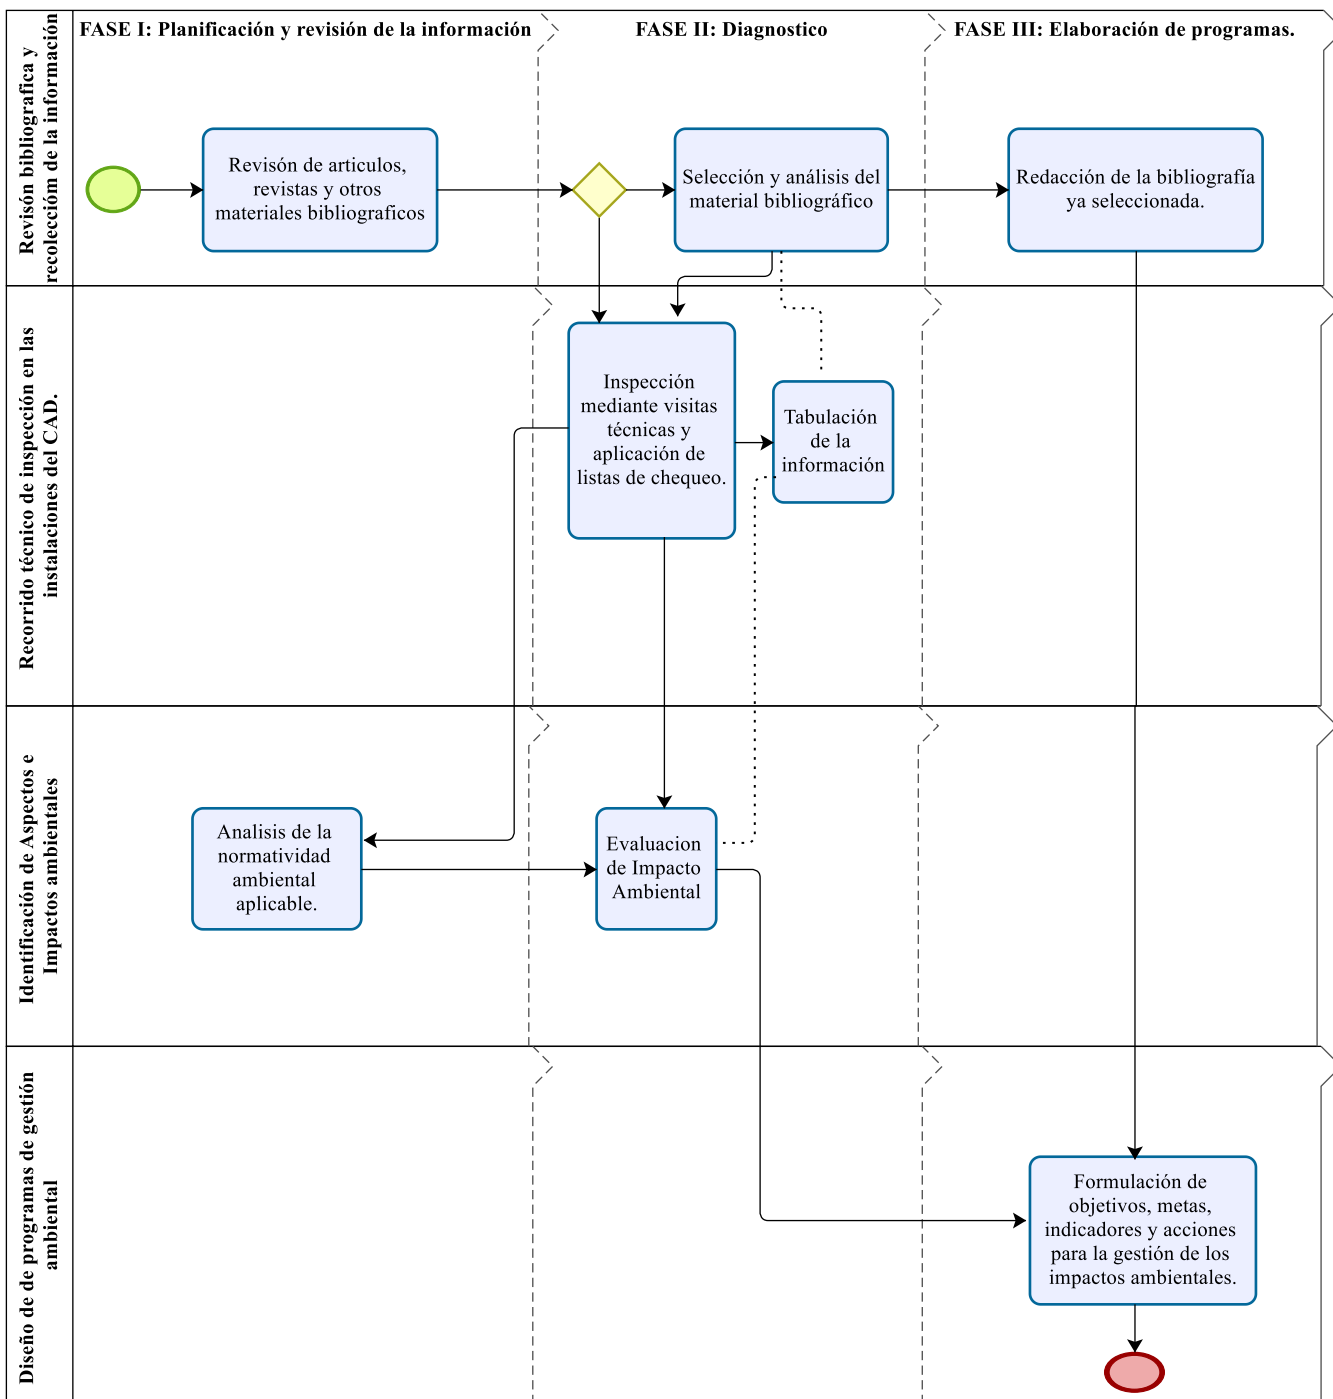 FASE I: Planificación y revisión de la información
FASE II: Diagnostico
FASE III: Elaboración de programas.
Revisón bibliografica y
recolección de la información
Revisón de articulos,
revistas y otros
materiales bibliograficos
Selección y análisis del
material bibliográfico
Redacción de la bibliografía
ya seleccionada.
Recorrido técnico de inspección en las
instalaciones del CAD.
Inspección
mediante visitas
técnicas y
aplicación de
listas de chequeo.
Tabulación
de la
información
Identificación de Aspectos e
Impactos ambientales
Analisis de la
normatividad
ambiental
aplicable.
Evaluacion
de Impacto
Ambiental
Diseño de de programas de gestión
ambiental
Formulación de
objetivos, metas,
indicadores y acciones
para la gestión de los
impactos ambientales.